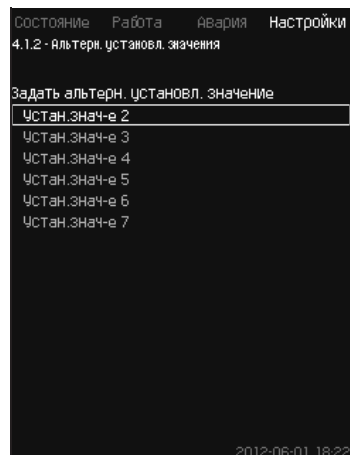 Состояние Работа Авария Настройки
4.1.2 - Альтерн. установл. значения
Задать альтерн. установл. значение
Устан.знач-е 2
Устан.знач-е 3
Устан.знач-е 4
Устан.знач-е 5
Устан.знач-е 6
Устан.знач-е 7
2012-06-01 18:22